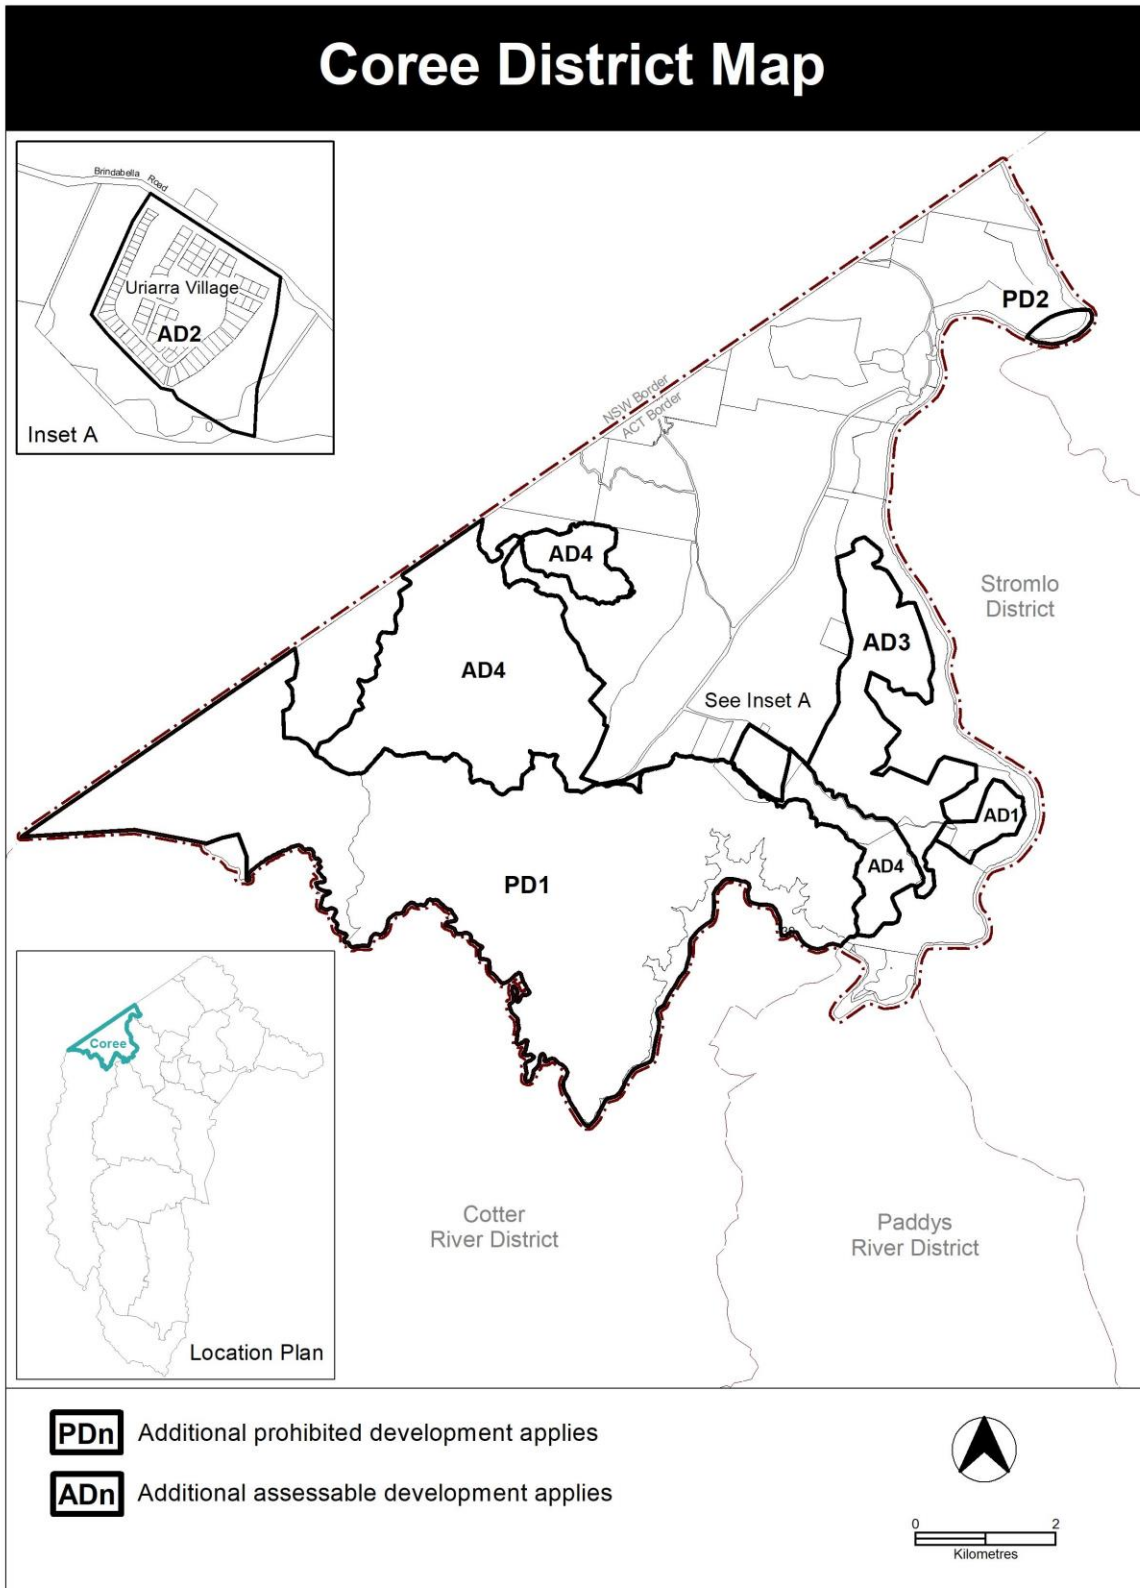 Coree District Map
Brindabella Road
Uriarra Village
AD2
Inset A
PD2
NSW Border
ACT Border
AD4
Stromlo
District
AD3
AD4
See Inset A
AD1
AD4
PD1
Coree
Location Plan
Cotter
River District
Paddys
River District
PDn Additional prohibited development applies
ADn Additional assessable development applies
0 2
Kilometres